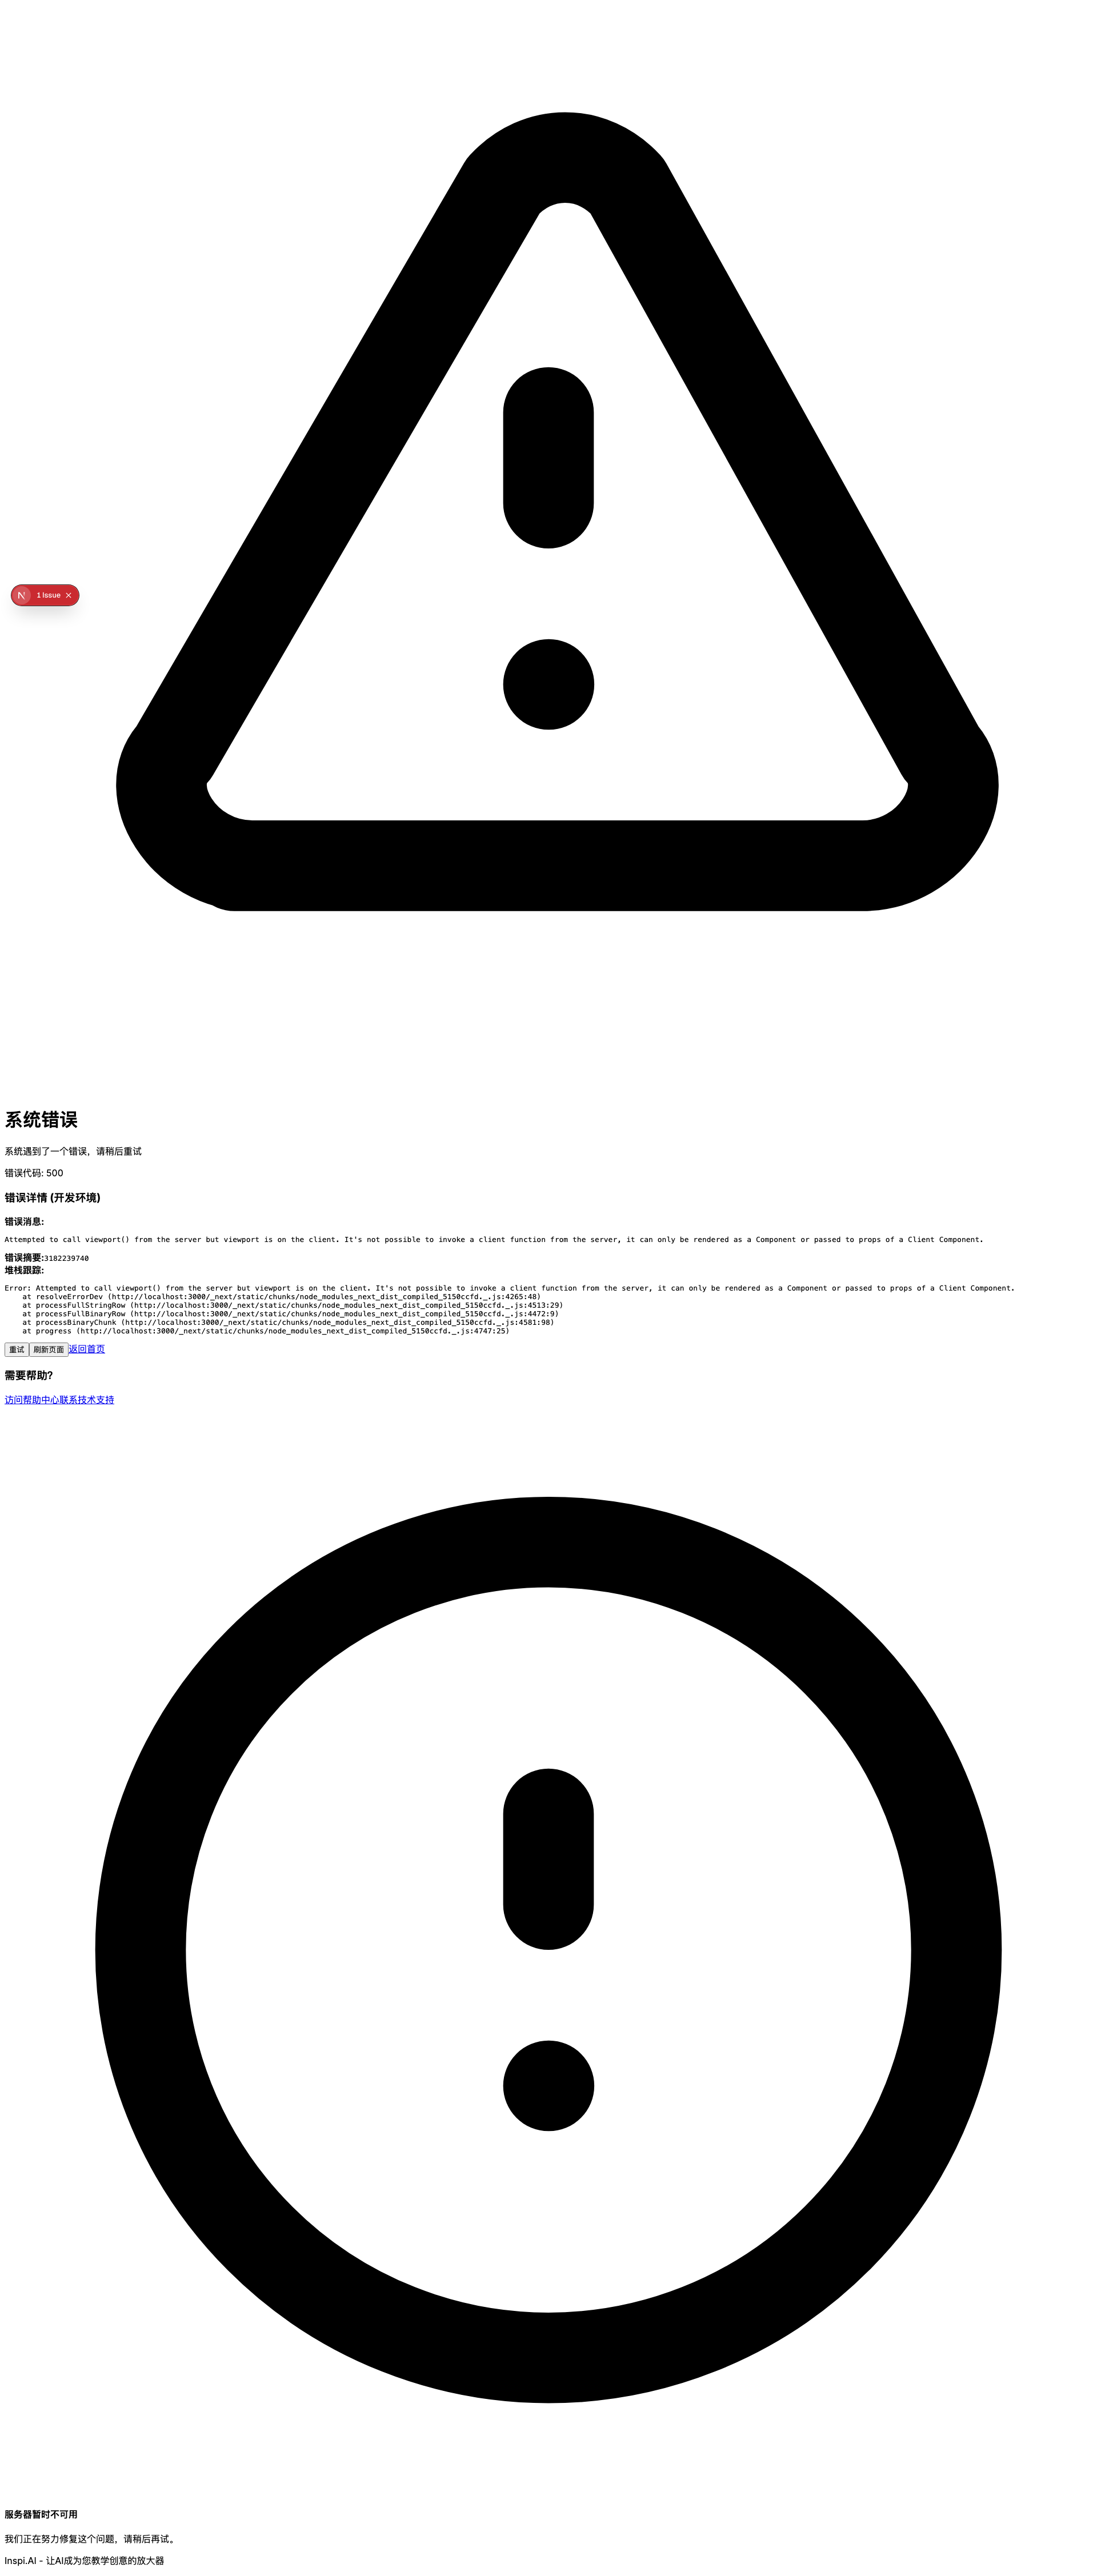 N 1 Issue ×
系统错误
系统遇到了一个错误，请稍后重试
错误代码: 500
错误详情 (开发环境)
错误消息:
Attempted to call viewport() from the server but viewport is on the client. It's not possible to invoke a client function from the server, it can only be rendered as a Component or passed to props of a Client Component.
错误摘要:3182239740
堆栈跟踪:
Error: Attempted to call viewport() from the server but viewport is on the client. It's not possible to invoke a client function from the server, it can only be rendered as a Component or passed to props of a Client Component.
    at resolveErrorDev (http://localhost:3000/_next/static/chunks/node_modules_next_dist_compiled_5150ccfd._.js:4265:48)
    at processFullStringRow (http://localhost:3000/_next/static/chunks/node_modules_next_dist_compiled_5150ccfd._.js:4513:29)
    at processFullBinaryRow (http://localhost:3000/_next/static/chunks/node_modules_next_dist_compiled_5150ccfd._.js:4472:9)
    at processBinaryChunk (http://localhost:3000/_next/static/chunks/node_modules_next_dist_compiled_5150ccfd._.js:4581:98)
    at progress (http://localhost:3000/_next/static/chunks/node_modules_next_dist_compiled_5150ccfd._.js:4747:25)
重试 刷新页面 返回首页
需要帮助?
访问帮助中心联系技术支持
服务器暂时不可用
我们正在努力修复这个问题，请稍后再试。
Inspi.AI - 让AI成为您教学创意的放大器